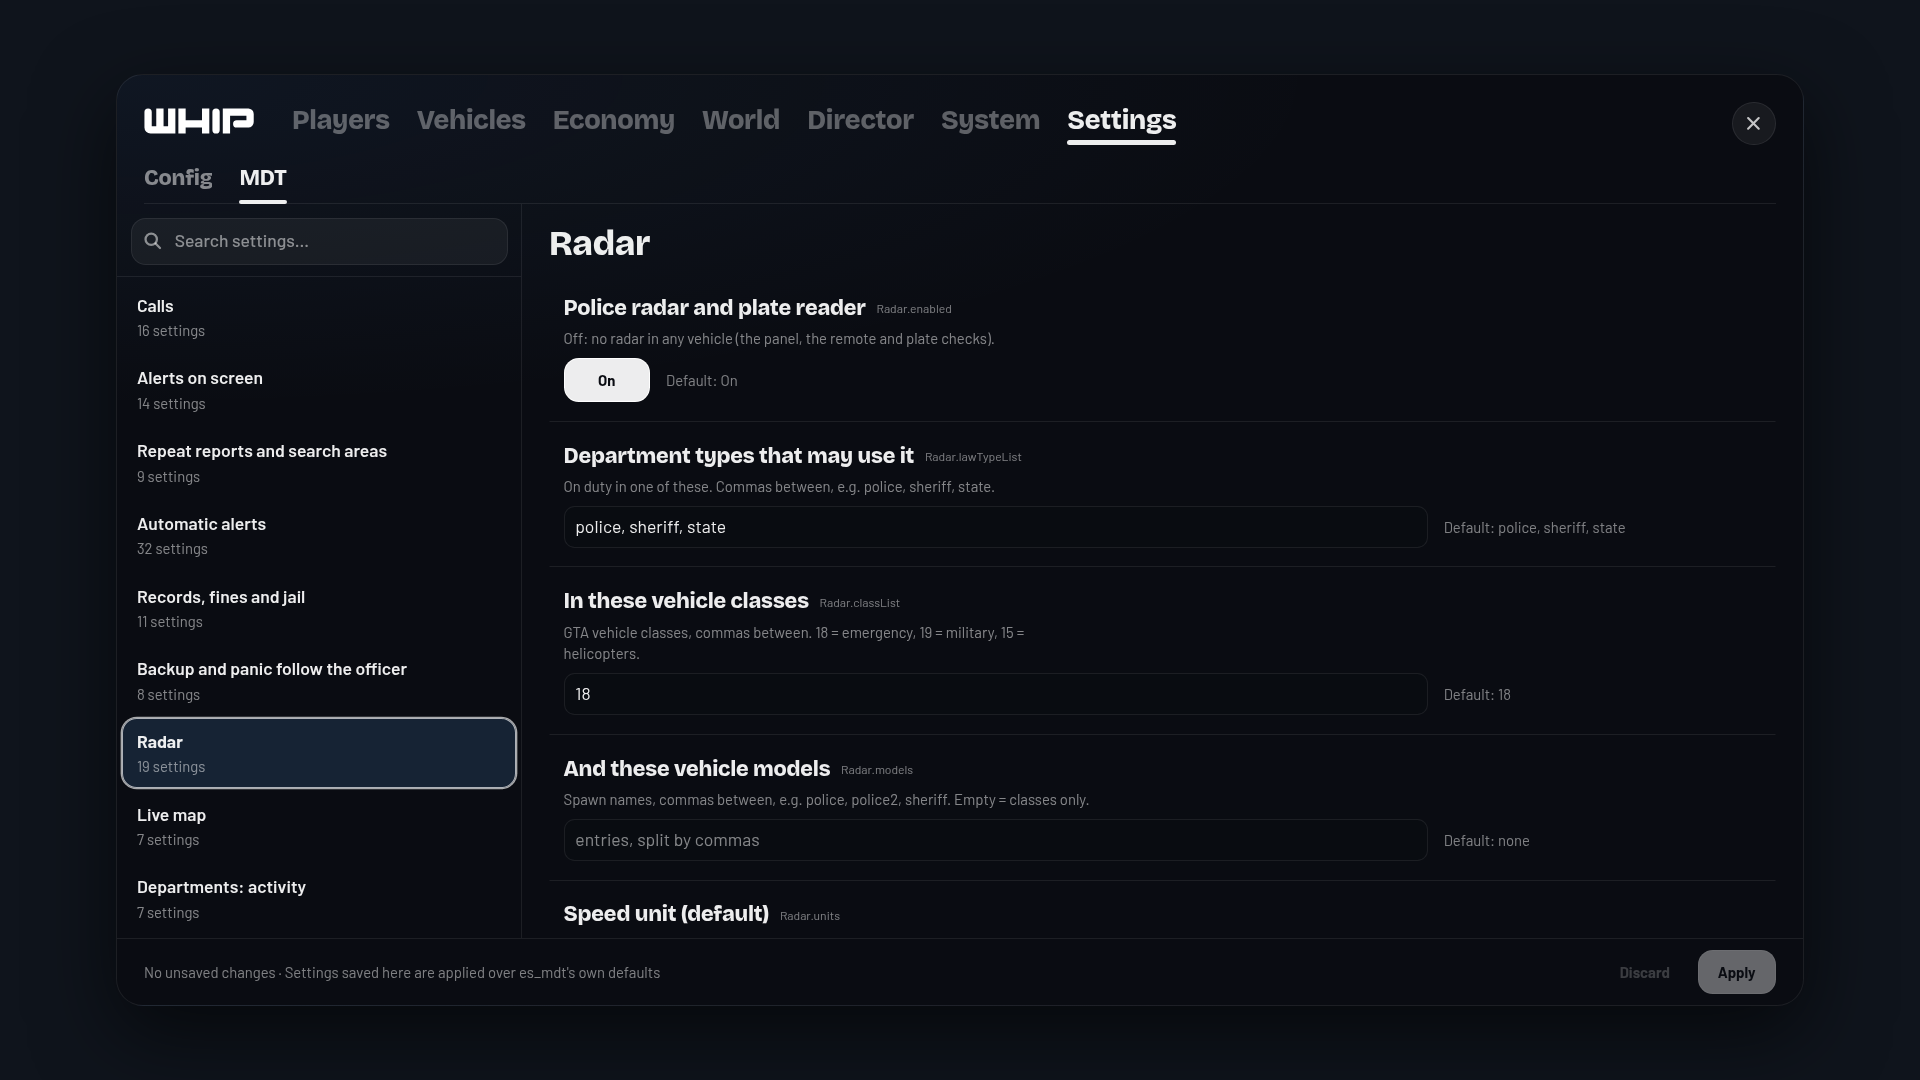 WHIP
Players Vehicles Economy World Director System Settings
Config MDT
Search settings...
Calls
16 settings
Alerts on screen
14 settings
Repeat reports and search areas
9 settings
Automatic alerts
32 settings
Records, fines and jail
11 settings
Backup and panic follow the officer
8 settings
Radar
19 settings
Live map
7 settings
Departments: activity
7 settings
Radar
Police radar and plate reader Radar.enabled
Off: no radar in any vehicle (the panel, the remote and plate checks).
On Default: On
Department types that may use it Radar.lawTypeList
On duty in one of these. Commas between, e.g. police, sheriff, state.
police, sheriff, state Default: police, sheriff, state
In these vehicle classes Radar.classList
GTA vehicle classes, commas between. 18 = emergency, 19 = military, 15 =
helicopters.
18 Default: 18
And these vehicle models Radar.models
Spawn names, commas between, e.g. police, police2, sheriff. Empty = classes only.
entries, split by commas Default: none
Speed unit (default) Radar.units
No unsaved changes · Settings saved here are applied over es_mdt's own defaults
Discard Apply